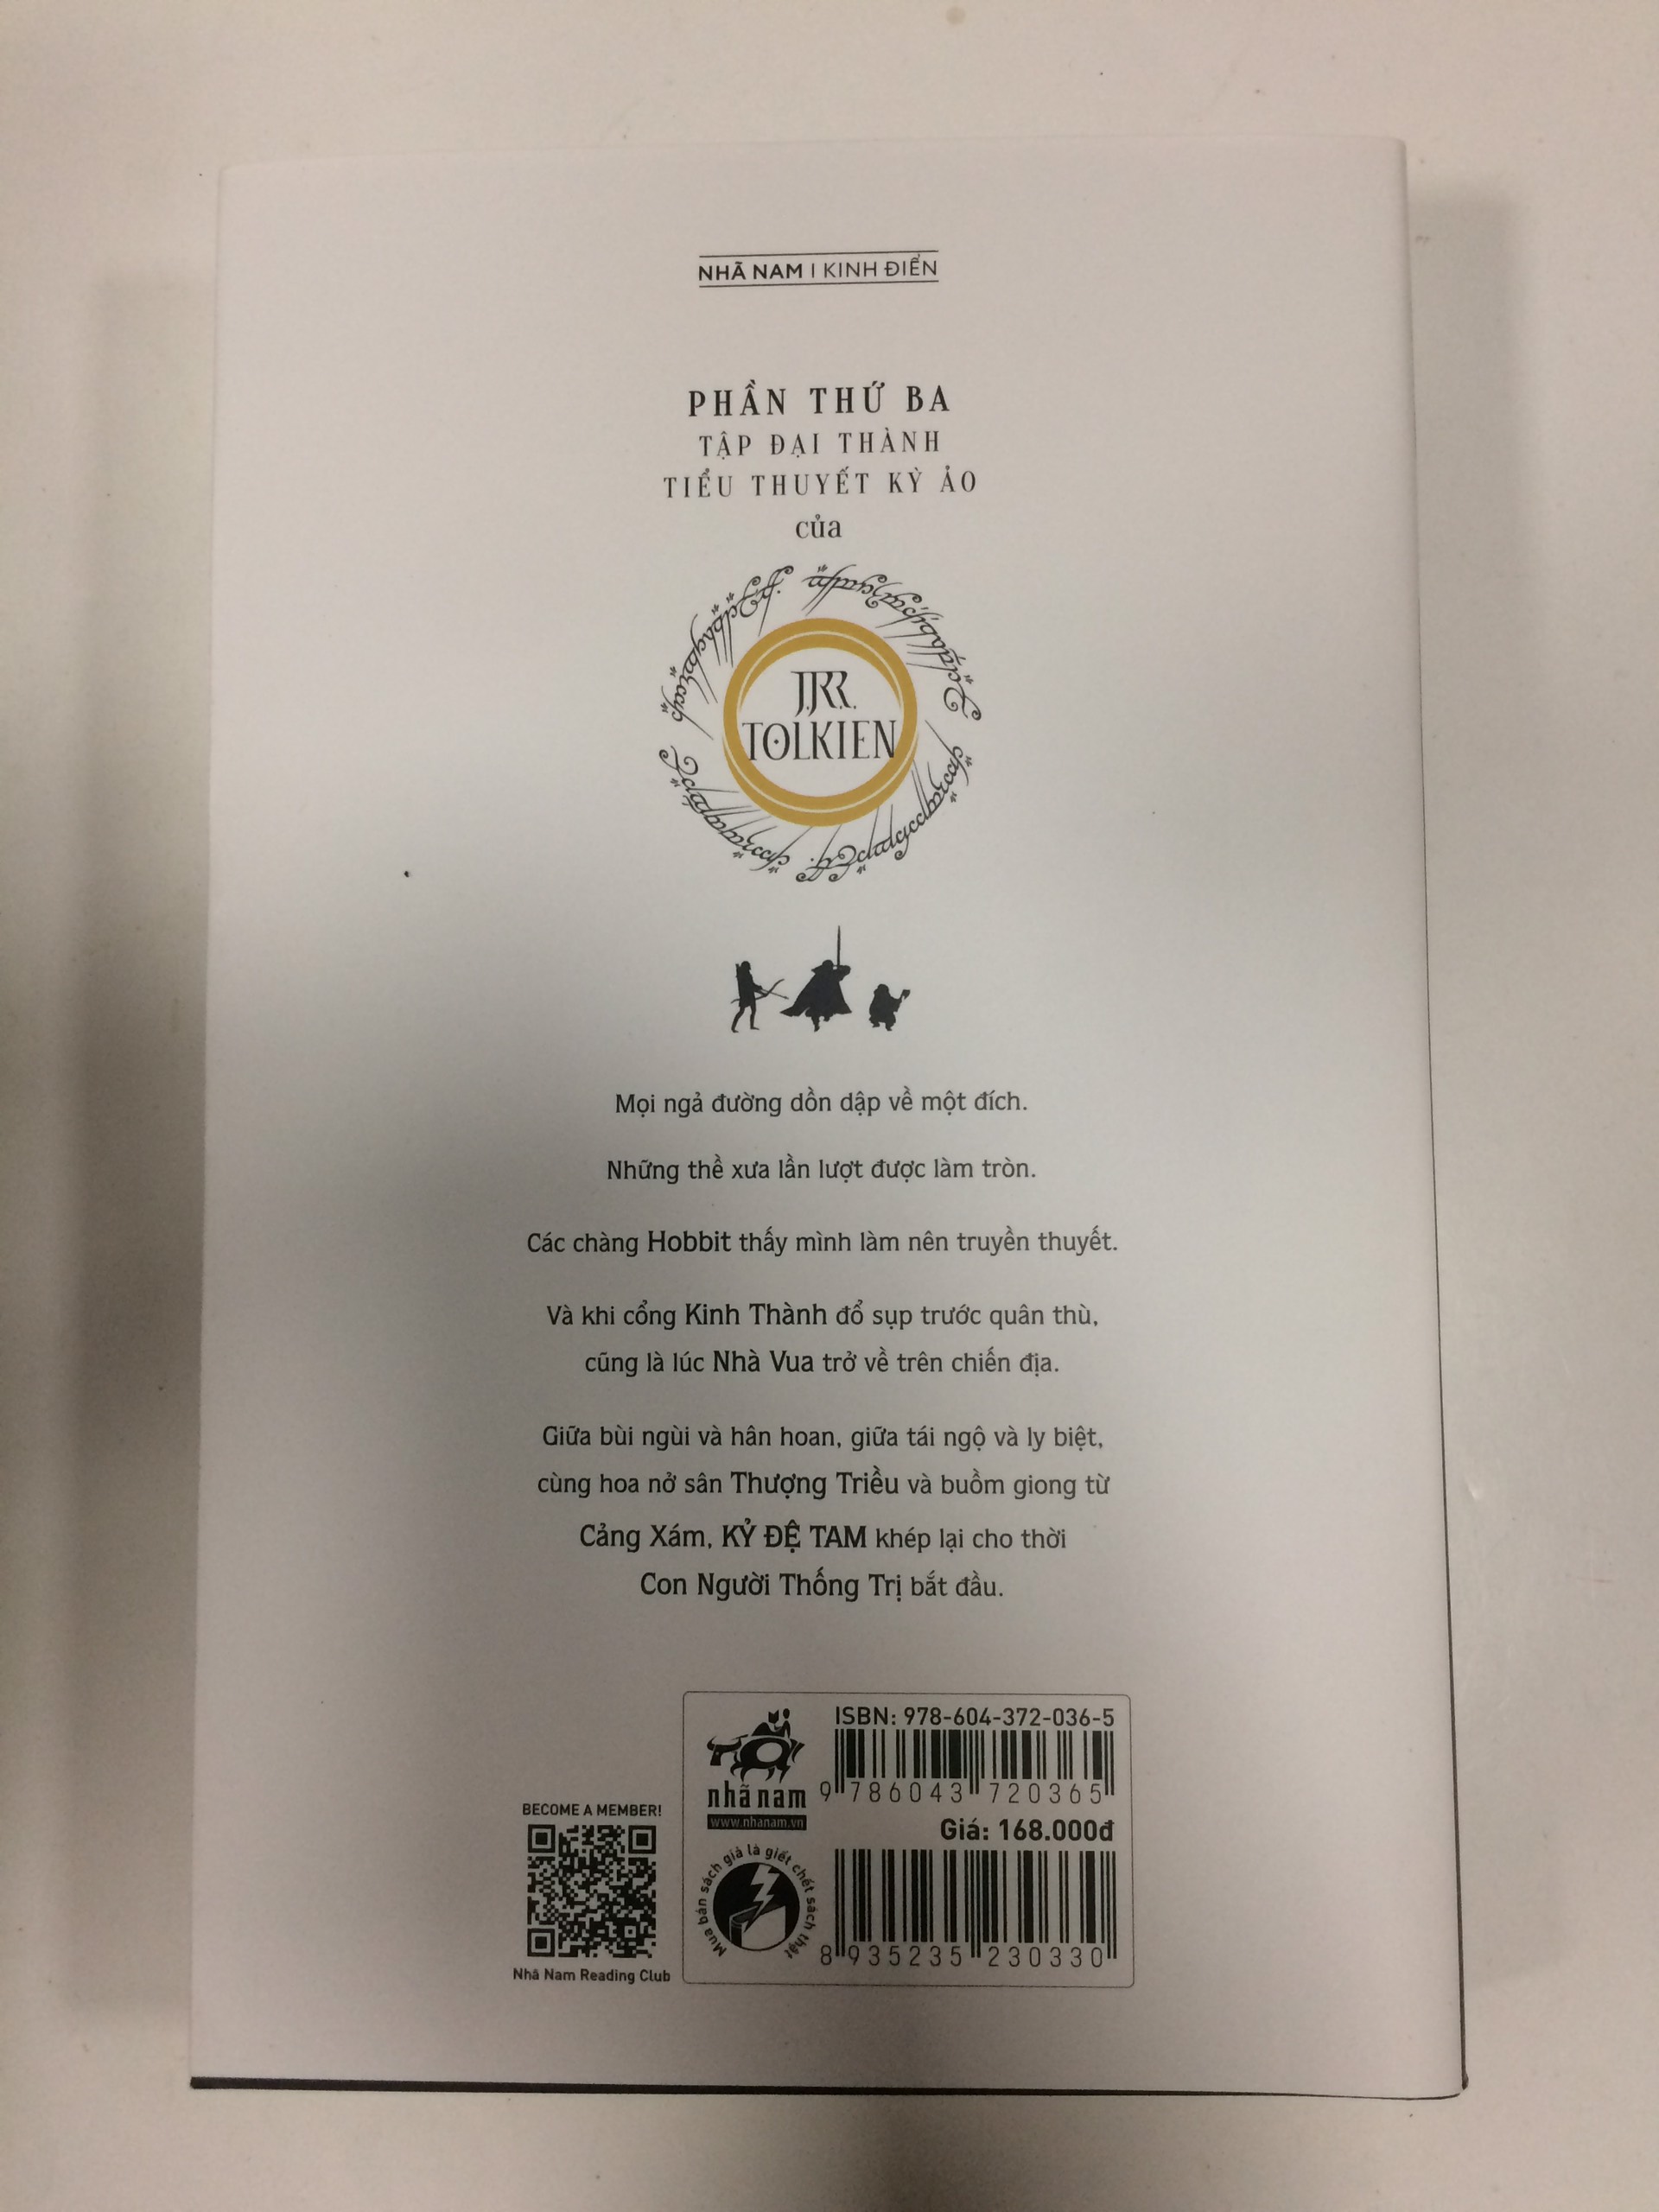 NHÃ NAM | KINH ĐIỂN
PHẦN THỨ BA
TẬP ĐẠI THÀNH
TIỂU THUYẾT KỲ ẢO
của
J.R.R.
TOLKIEN
Mọi ngả đường dồn dập về một đích.
Những thề xưa lần lượt được làm tròn.
Các chàng Hobbit thấy mình làm nên truyền thuyết.
Và khi cổng Kinh Thành đổ sụp trước quân thù,
cũng là lúc Nhà Vua trở về trên chiến địa.
Giữa bùi ngùi và hân hoan, giữa tái ngộ và ly biệt,
cùng hoa nở sân Thượng Triều và buồm giong từ
Cảng Xám, KỶ ĐỆ TAM khép lại cho thời
Con Người Thống Trị bắt đầu.
BECOME A MEMBER!
Nhã Nam Reading Club
nhã nam
www.nhanam.vn
Mua bán sách giả là giết chết sách thật
ISBN: 978-604-372-036-5
9 786043 720365
Giá: 168.000đ
8 935235 230330